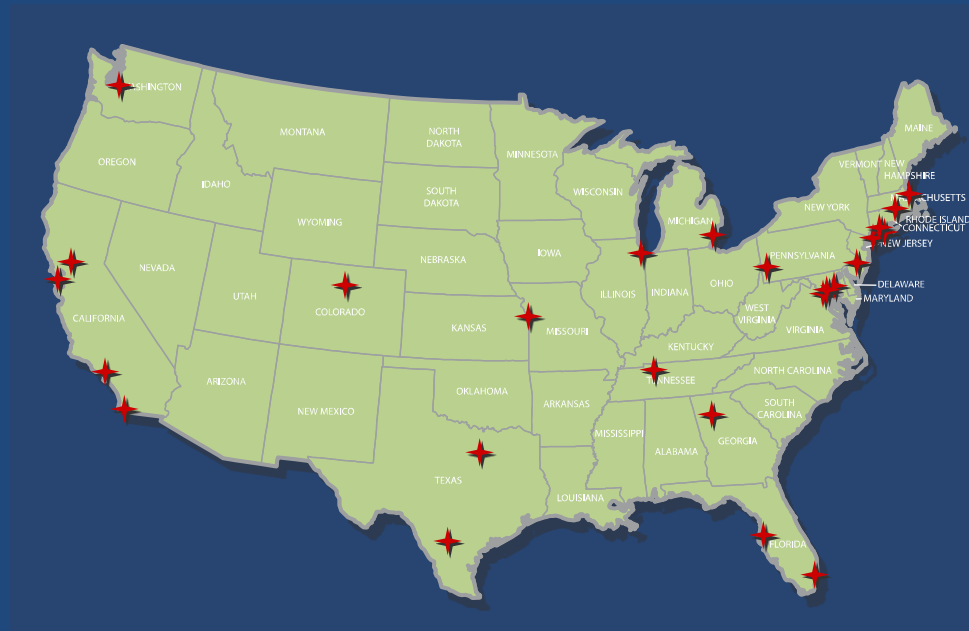 WASHINGTON
MONTANA
NORTH
DAKOTA
MINNESOTA
MAINE
VERMONT
NEW
HAMPSHIRE
OREGON
IDAHO
SOUTH
DAKOTA
WISCONSIN
MICHIGAN
NEW YORK
MASSACHUSETTS
RHODE ISLAND
CONNECTICUT
WYOMING
NEW JERSEY
NEVADA
NEBRASKA
IOWA
PENNSYLVANIA
UTAH
COLORADO
ILLINOIS
INDIANA
OHIO
DELAWARE
MARYLAND
CALIFORNIA
KANSAS
MISSOURI
WEST
VIRGINIA
VIRGINIA
KENTUCKY
ARIZONA
NEW MEXICO
OKLAHOMA
ARKANSAS
TENNESSEE
NORTH CAROLINA
SOUTH
CAROLINA
MISSISSIPPI
ALABAMA
GEORGIA
TEXAS
LOUISIANA
FLORIDA